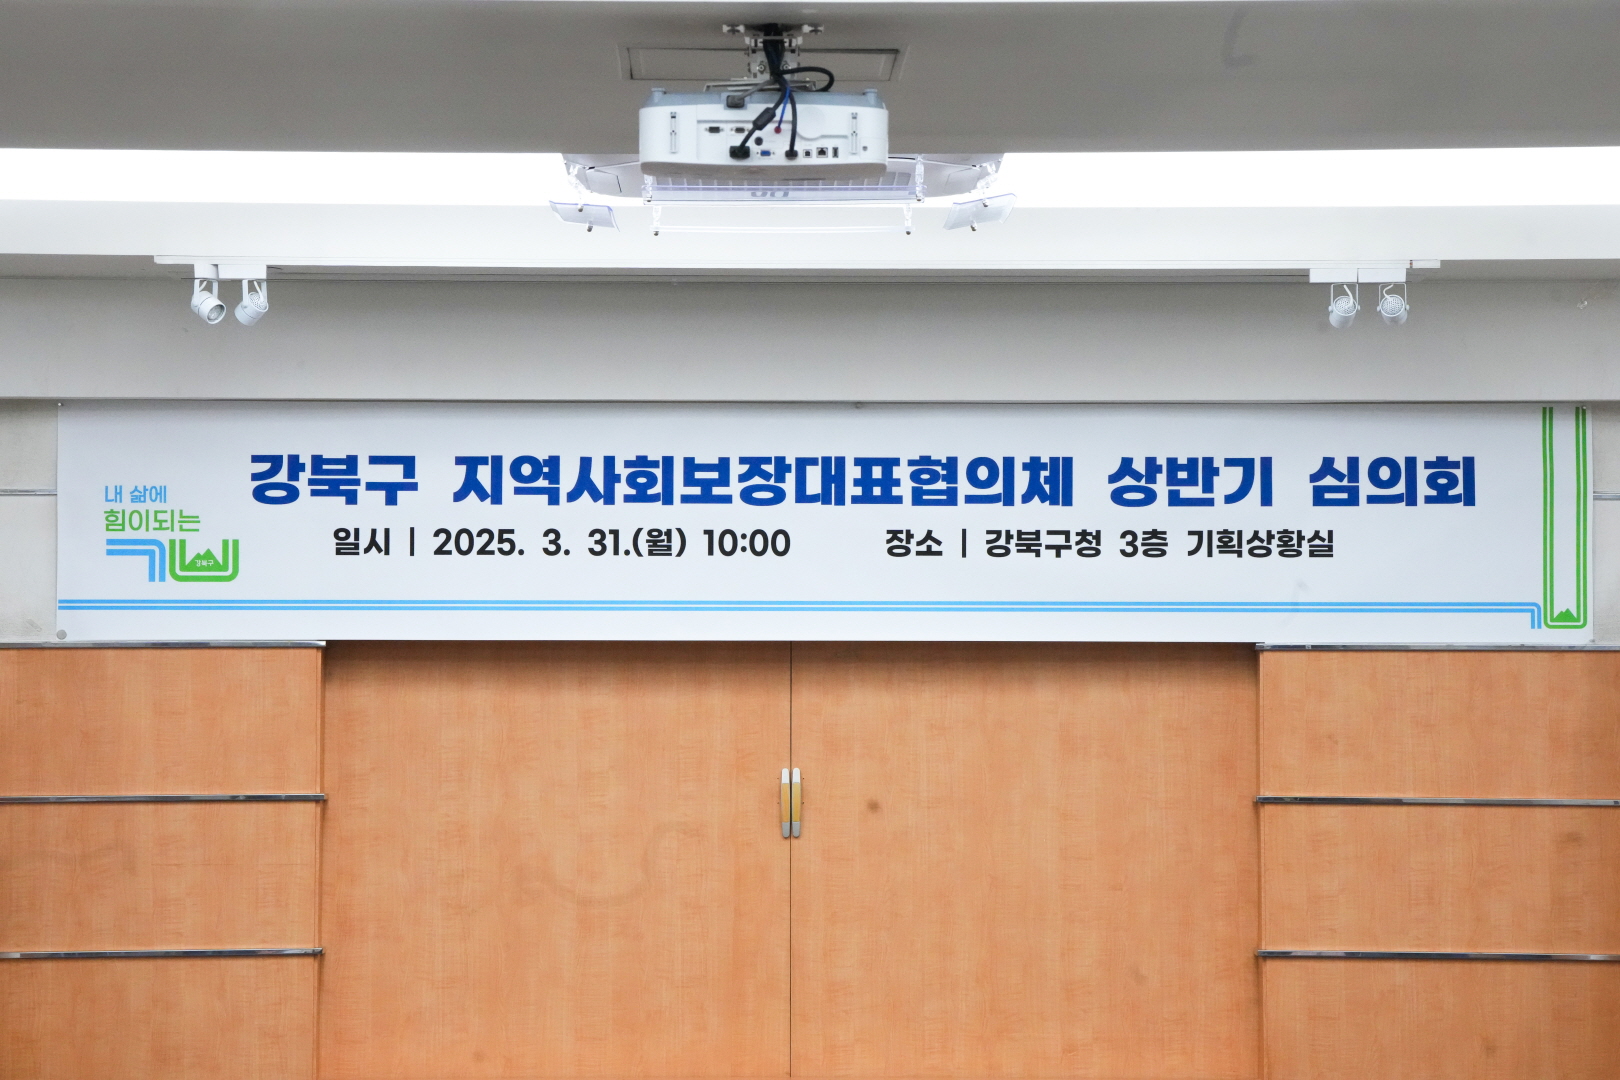 강북구 지역사회보장대표협의체 상반기 심의회
내 삶에
힘이되는
강북구
일시 | 2025. 3. 31.(월) 10:00 장소 | 강북구청 3층 기획상황실